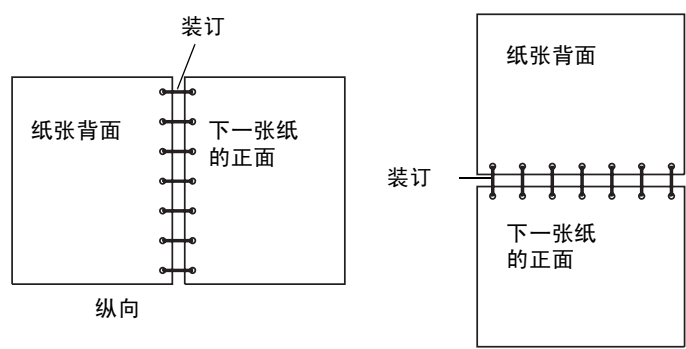 装订
纸张背面
下一张纸
的正面
纵向
纸张背面
装订
下一张纸
的正面